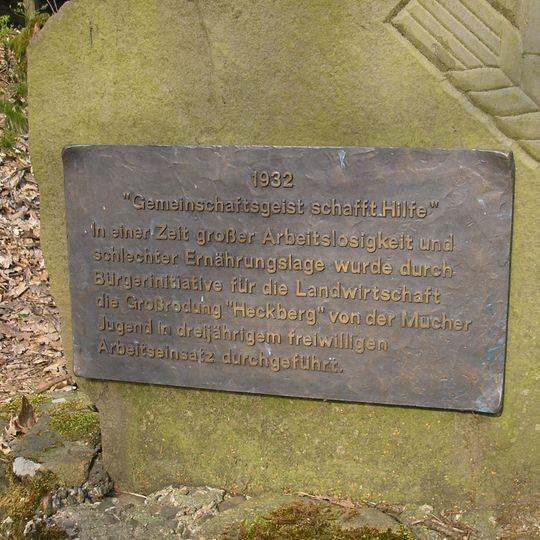 1932
"Gemeinschaftsgeist schafft Hilfe"
In einer Zeit großer Arbeitslosigkeit und
schlechter Ernährungslage wurde durch
Bürgerinitiative für die Landwirtschaft
die Großrodung "Heckberg" von der Mucher
Jugend in dreijährigem freiwilligen
Arbeitseinsatz durchgeführt.